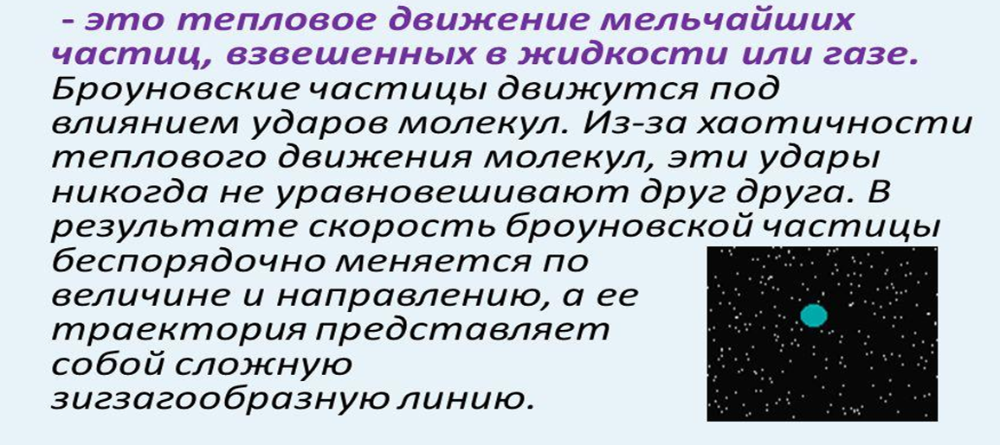 - это тепловое движение мельчайших
частиц, взвешенных в жидкости или газе.
Броуновские частицы движутся под
влиянием ударов молекул. Из-за хаотичности
теплового движения молекул, эти удары
никогда не уравновешивают друг друга. В
результате скорость броуновской частицы
беспорядочно меняется по
величине и направлению, а ее
траектория представляет
собой сложную
зигзагообразную линию.